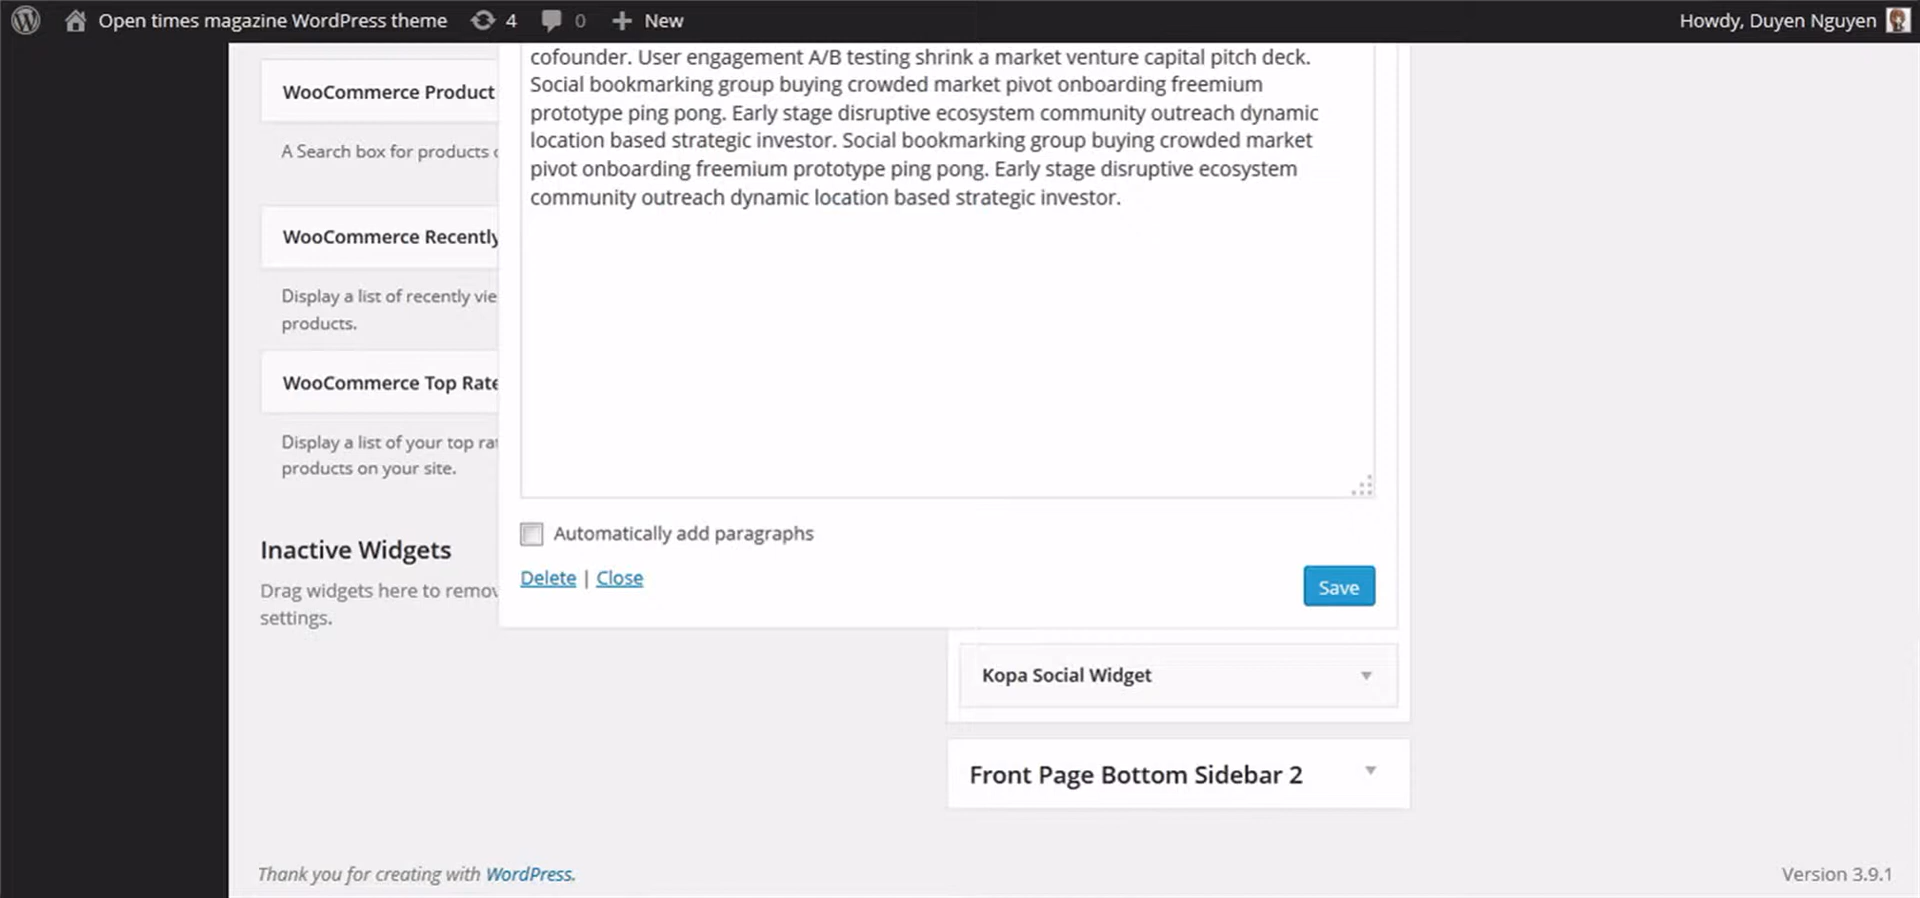 Open times magazine WordPress theme 4 0 New Howdy, Duyen Nguyen
cofounder. User engagement A/B testing shrink a market venture capital pitch deck.
Social bookmarking group buying crowded market pivot onboarding freemium
prototype ping pong. Early stage disruptive ecosystem community outreach dynamic
location based strategic investor. Social bookmarking group buying crowded market
pivot onboarding freemium prototype ping pong. Early stage disruptive ecosystem
community outreach dynamic location based strategic investor.
WooCommerce Product
A Search box for products
WooCommerce Recently
Display a list of recently vie
products.
WooCommerce Top Rate
Display a list of your top ra
products on your site.
Automatically add paragraphs
Delete | Close
Save
Inactive Widgets
Drag widgets here to remov
settings.
Kopa Social Widget
Front Page Bottom Sidebar 2
Thank you for creating with WordPress.
Version 3.9.1